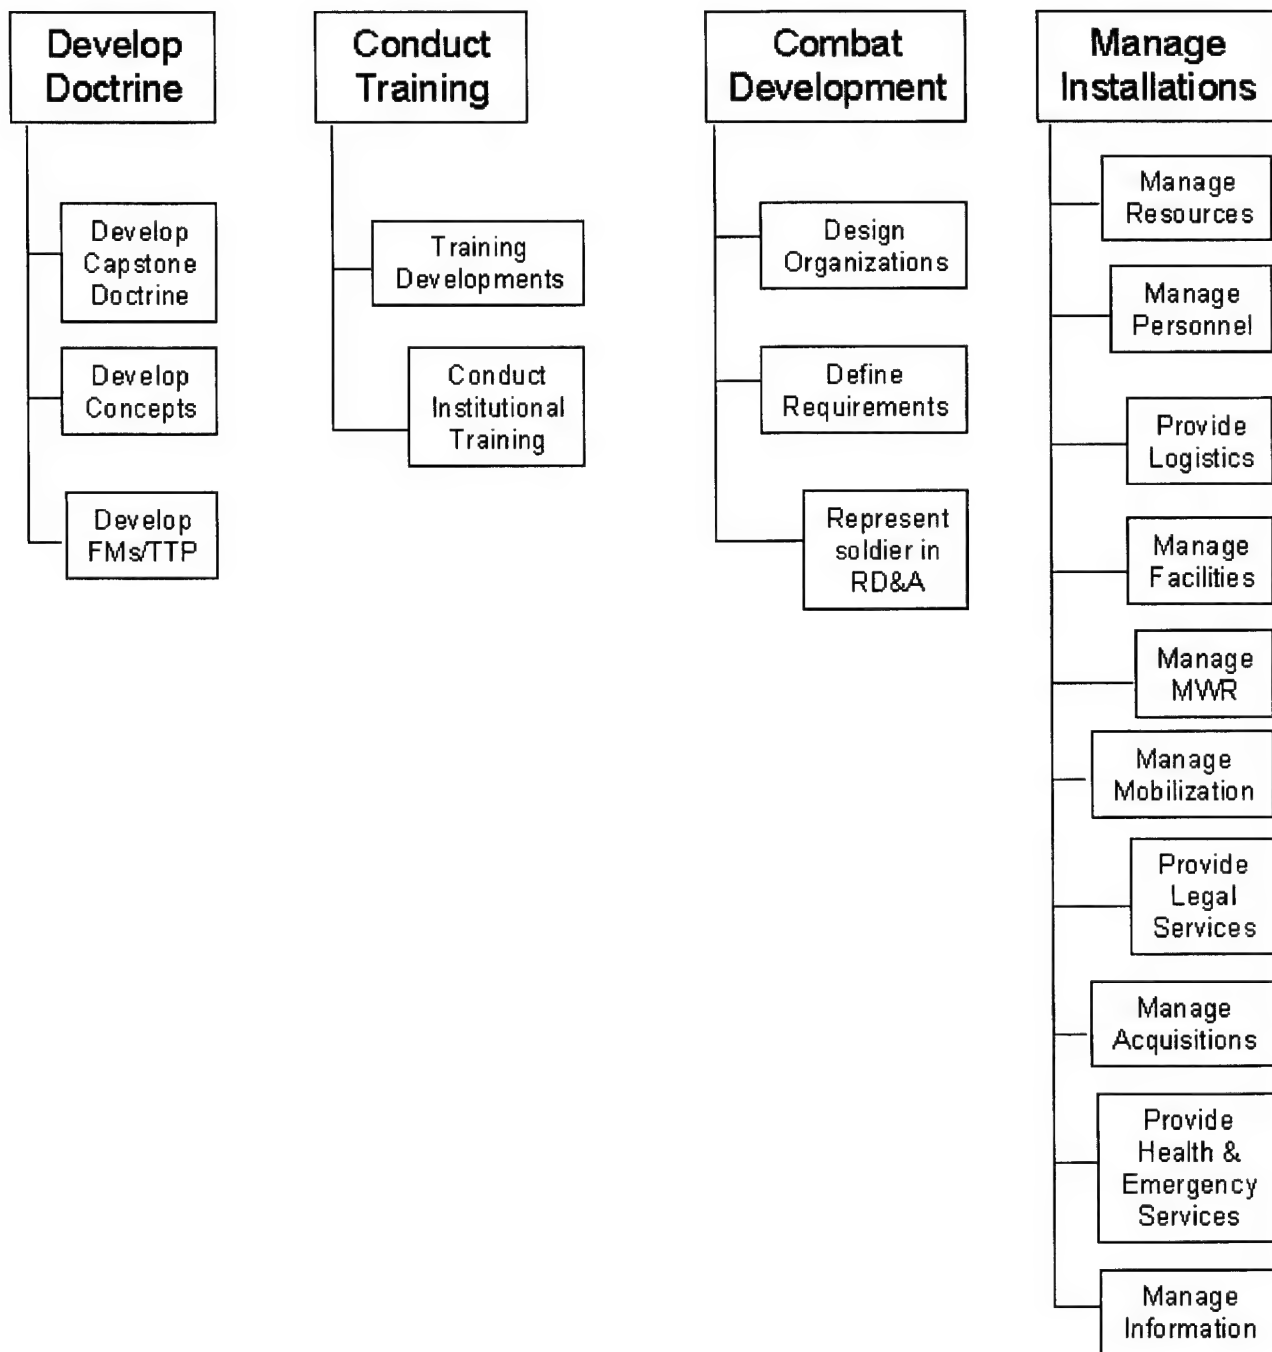 Develop
Doctrine
Develop
Capstone
Doctrine
Develop
Concepts
Develop
FMs/TTP
Conduct
Training
Training
Developments
Conduct
Institutional
Training
Combat
Development
Design
Organizations
Define
Requirements
Represent
soldier in
RD&A
Manage
Installations
Manage
Resources
Manage
Personnel
Provide
Logistics
Manage
Facilities
Manage
MWR
Manage
Mobilization
Provide
Legal
Services
Manage
Acquisitions
Provide
Health &
Emergency
Services
Manage
Information